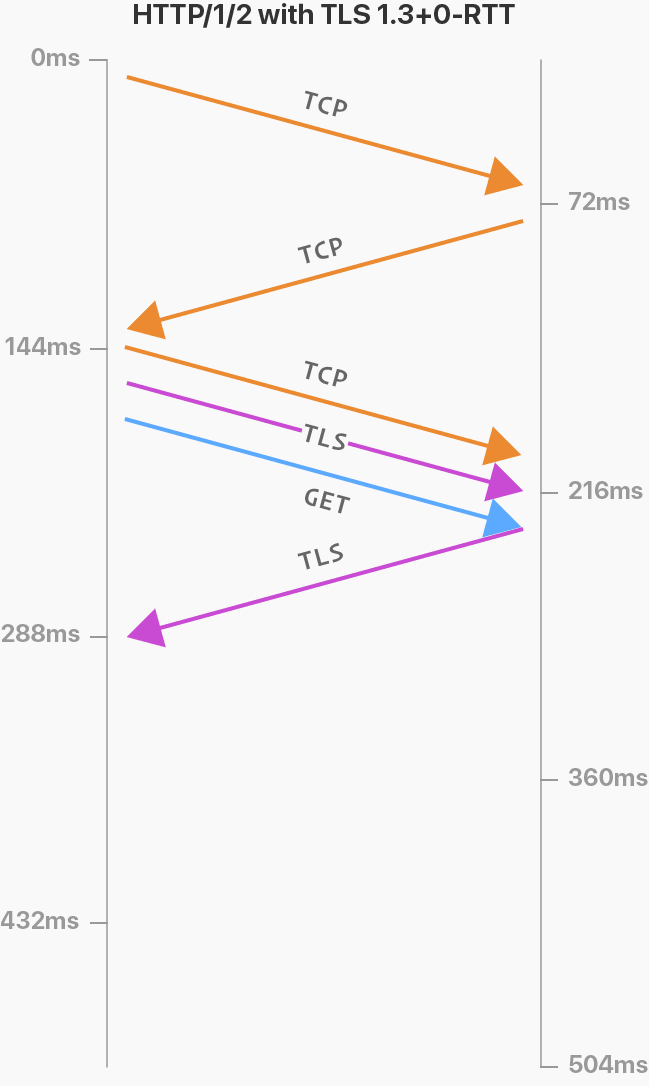 HTTP/1/2 with TLS 1.3+0-RTT
0ms
TCP
72ms
TCP
144ms
TCP
TLS
216ms
GET
TLS
288ms
360ms
432ms
504ms